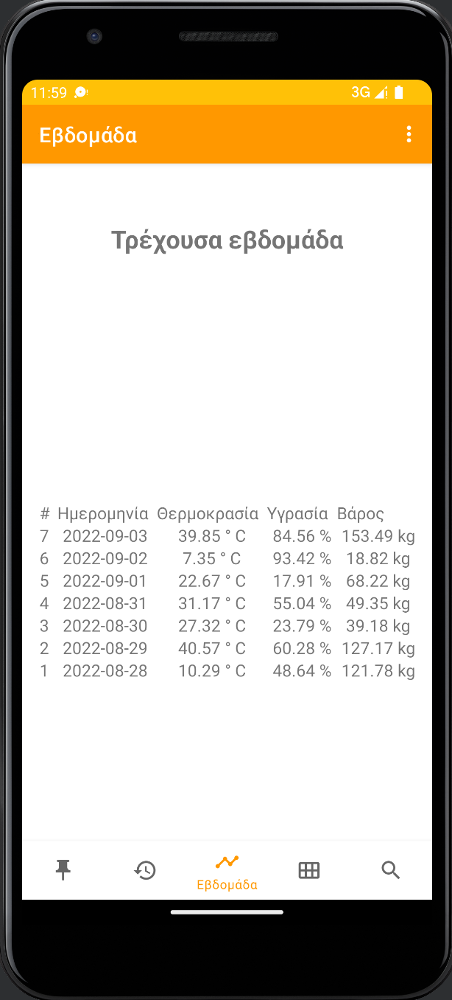 11:59 3G
Εβδομάδα
Τρέχουσα εβδομάδα
# Ημερομηνία Θερμοκρασία Υγρασία Βάρος
7 2022-09-03 39.85 ° C 84.56 % 153.49 kg
6 2022-09-02 7.35 ° C 93.42 % 18.82 kg
5 2022-09-01 22.67 ° C 17.91 % 68.22 kg
4 2022-08-31 31.17 ° C 55.04 % 49.35 kg
3 2022-08-30 27.32 ° C 23.79 % 39.18 kg
2 2022-08-29 40.57 ° C 60.28 % 127.17 kg
1 2022-08-28 10.29 ° C 48.64 % 121.78 kg
Εβδομάδα